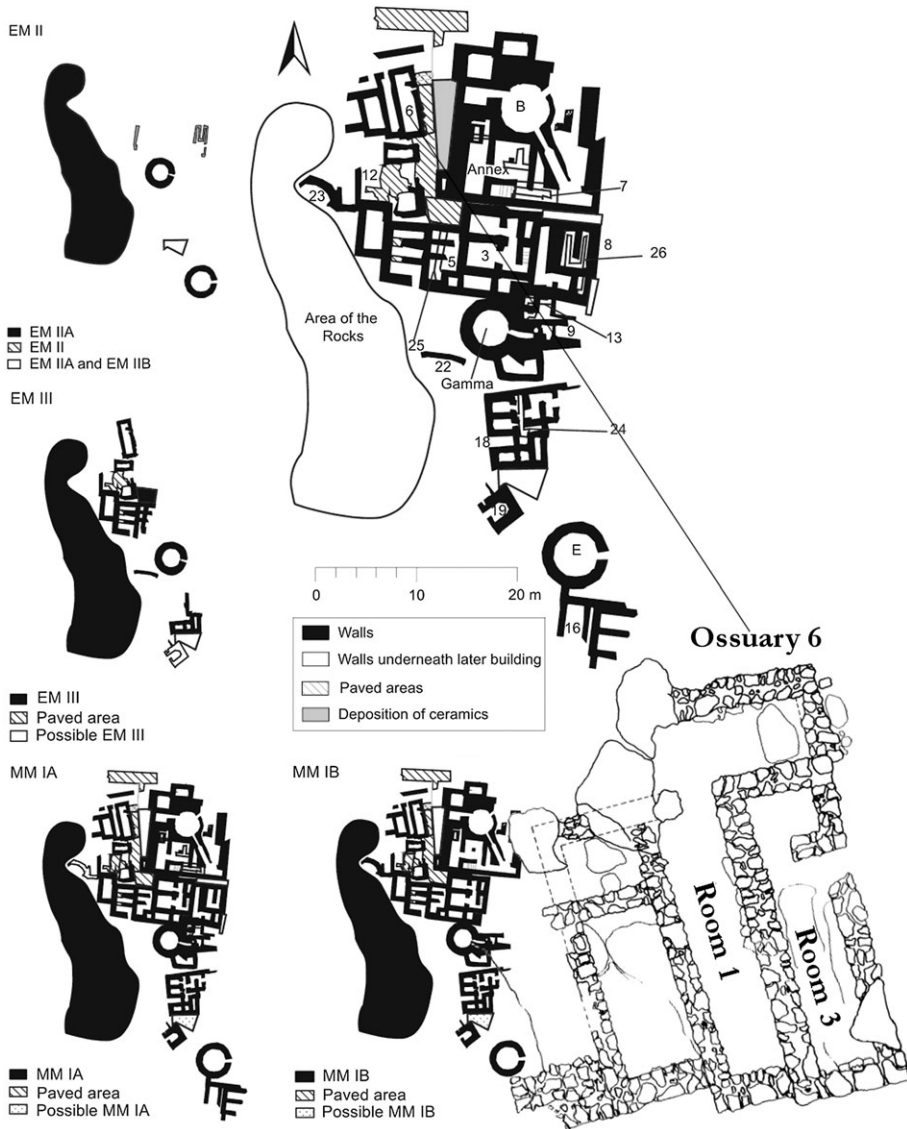 EM II
EM IIA
EM II
EM IIA and EM IIB
EM III
EM III
Paved area
Possible EM III
MM IA
MM IA
Paved area
Possible MM IA
MM IB
MM IB
Paved area
Possible MM IB
B
6
Annex
7
12
23
8
3
5
26
Area of the
Rocks
9
13
25
22
Gamma
24
18
19
E
16
0
20 m
Walls
Walls underneath later building
Paved areas
Deposition of ceramics
Ossuary 6
Room 1
Room 3